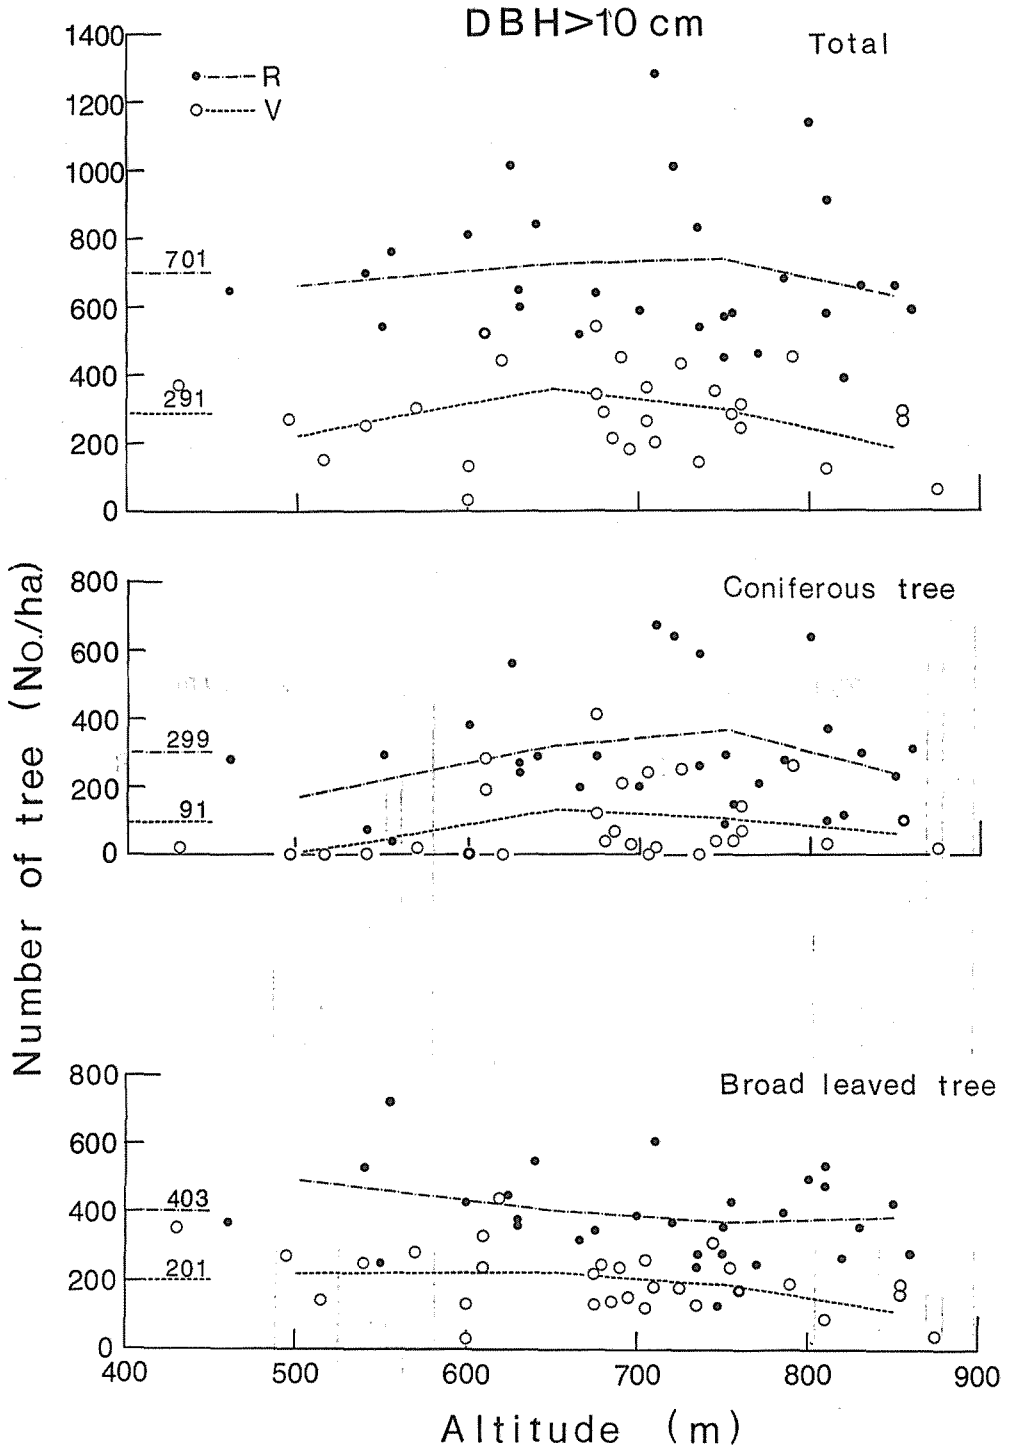 DBH>10 cm
Total
1400
R
1200
V
1000
800
701
600
400
291
200
0
Number of tree (No./ha)
800
Coniferous tree
600
400
299
200
91
0
800
Broad leaved tree
600
400
403
200
201
0
400 500 600 700 800 900
Altitude (m)